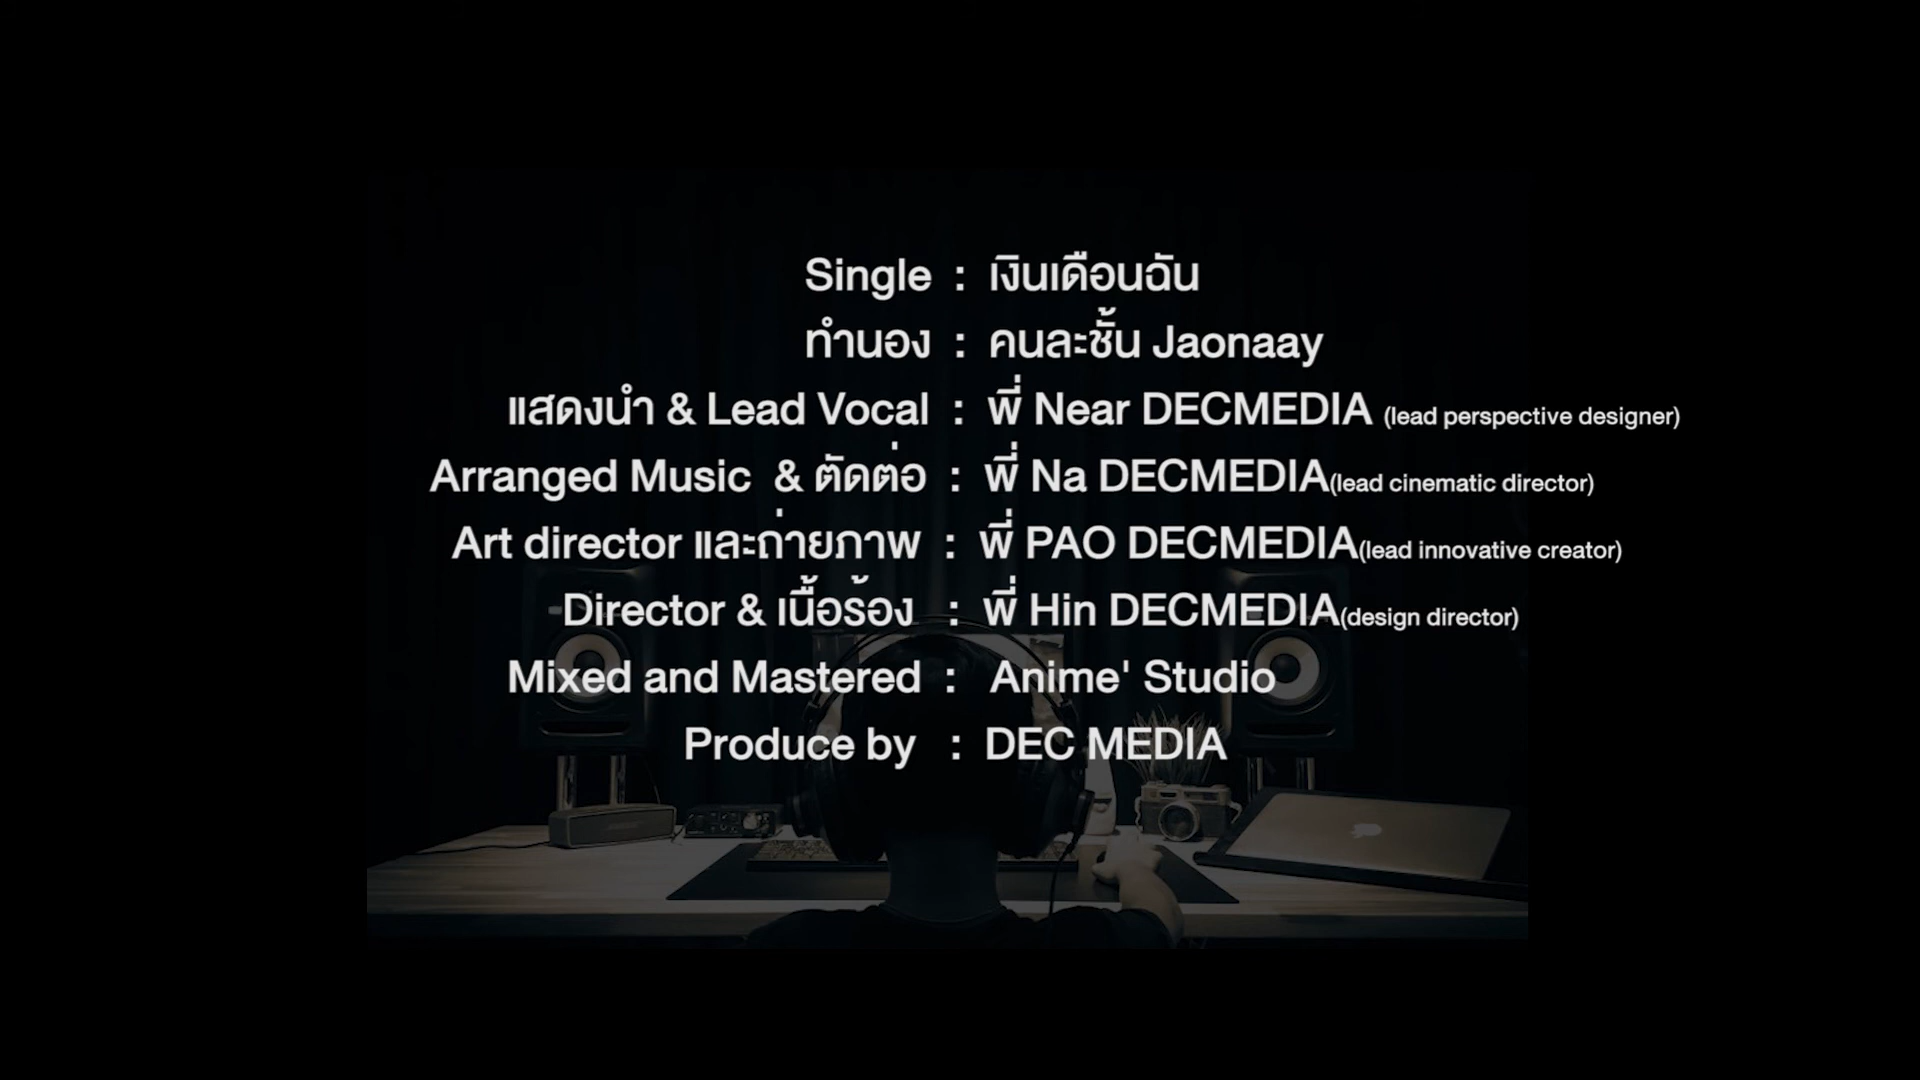 Single : เงินเดือนฉัน
ทำนอง : คนละชั้น Jaonaay
แสดงนำ & Lead Vocal : พี่ Near DECMEDIA (lead perspective designer)
Arranged Music & ตัดต่อ : พี่ Na DECMEDIA(lead cinematic director)
Art director และถ่ายภาพ : พี่ PAO DECMEDIA(lead innovative creator)
Director & เนื้อร้อง : พี่ Hin DECMEDIA(design director)
Mixed and Mastered : Anime' Studio
Produce by : DEC MEDIA